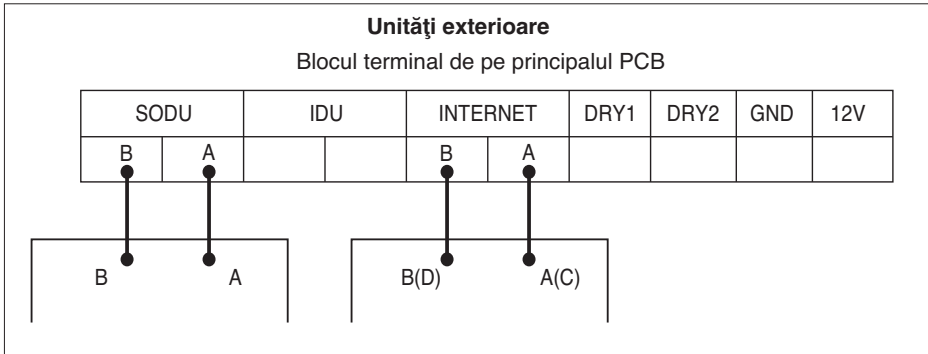 Unităţi exterioare
Blocul terminal de pe principalul PCB
SODU IDU INTERNET DRY1 DRY2 GND 12V
B A B A
B A B(D) A(C)